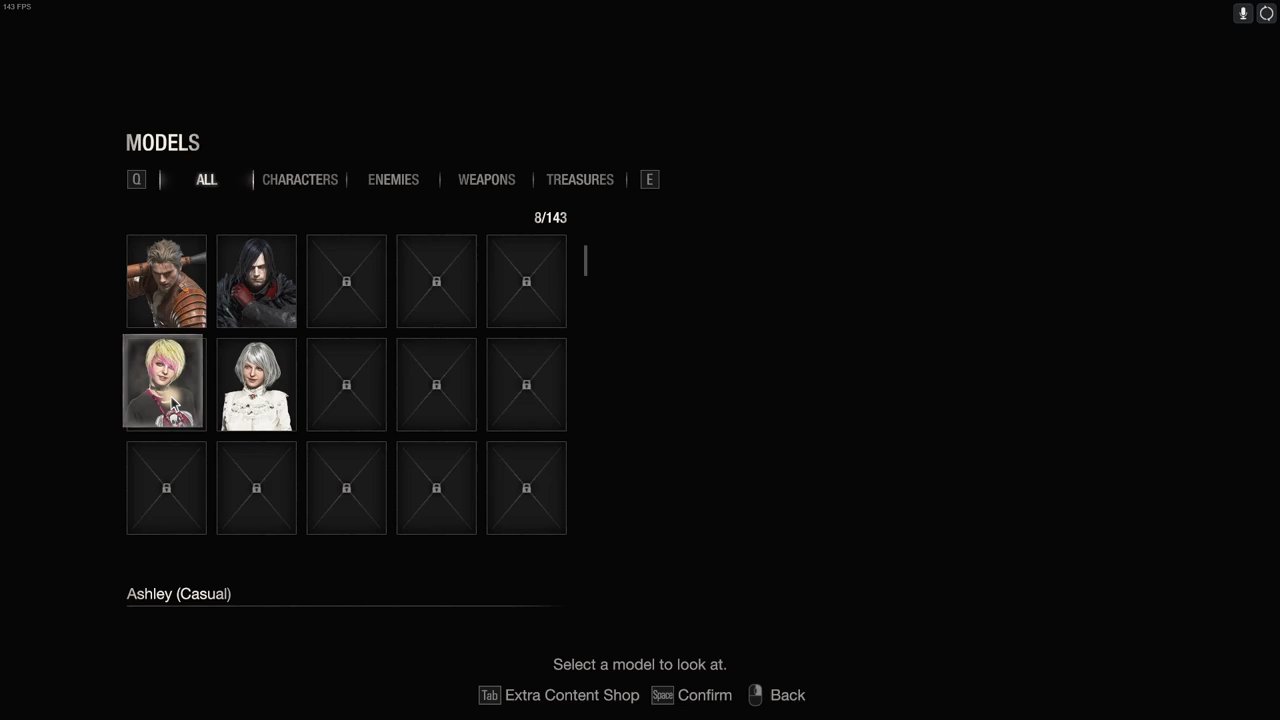 143 FPS
MODELS
Q ALL CHARACTERS ENEMIES WEAPONS TREASURES E
8/143
Ashley (Casual)
Select a model to look at.
Tab Extra Content Shop Space Confirm Back